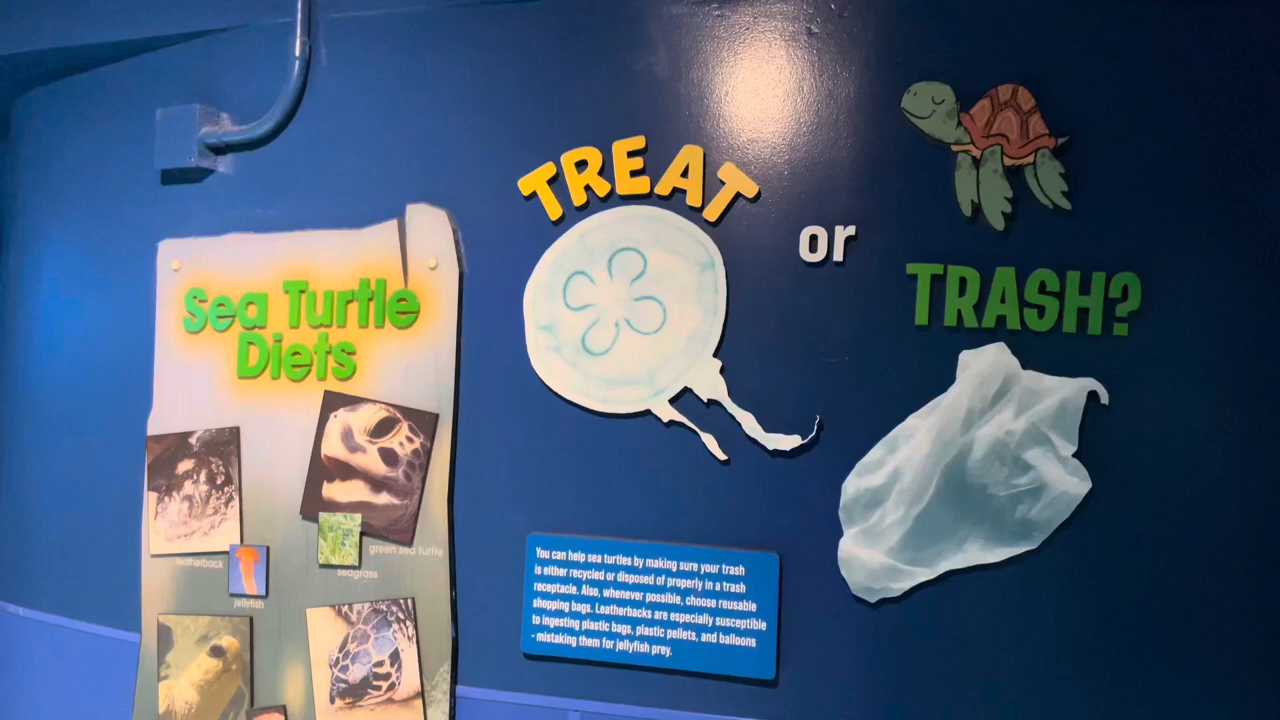 Sea Turtle
Diets
leatherback
jellyfish
green sea turtle
seagrass
TREAT
or
TRASH?
You can help sea turtles by making sure your trash
is either recycled or disposed of properly in a trash
receptacle. Also, whenever possible, choose reusable
shopping bags. Leatherbacks are especially susceptible
to ingesting plastic bags, plastic pellets, and balloons
- mistaking them for jellyfish prey.